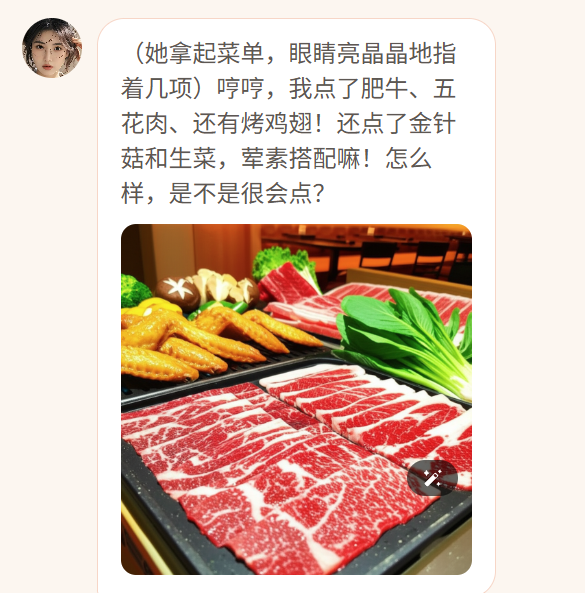 （她拿起菜单，眼睛亮晶晶地指
着几项）哼哼，我点了肥牛、五
花肉、还有烤鸡翅！还点了金针
菇和生菜，荤素搭配嘛！怎么
样，是不是很会点？